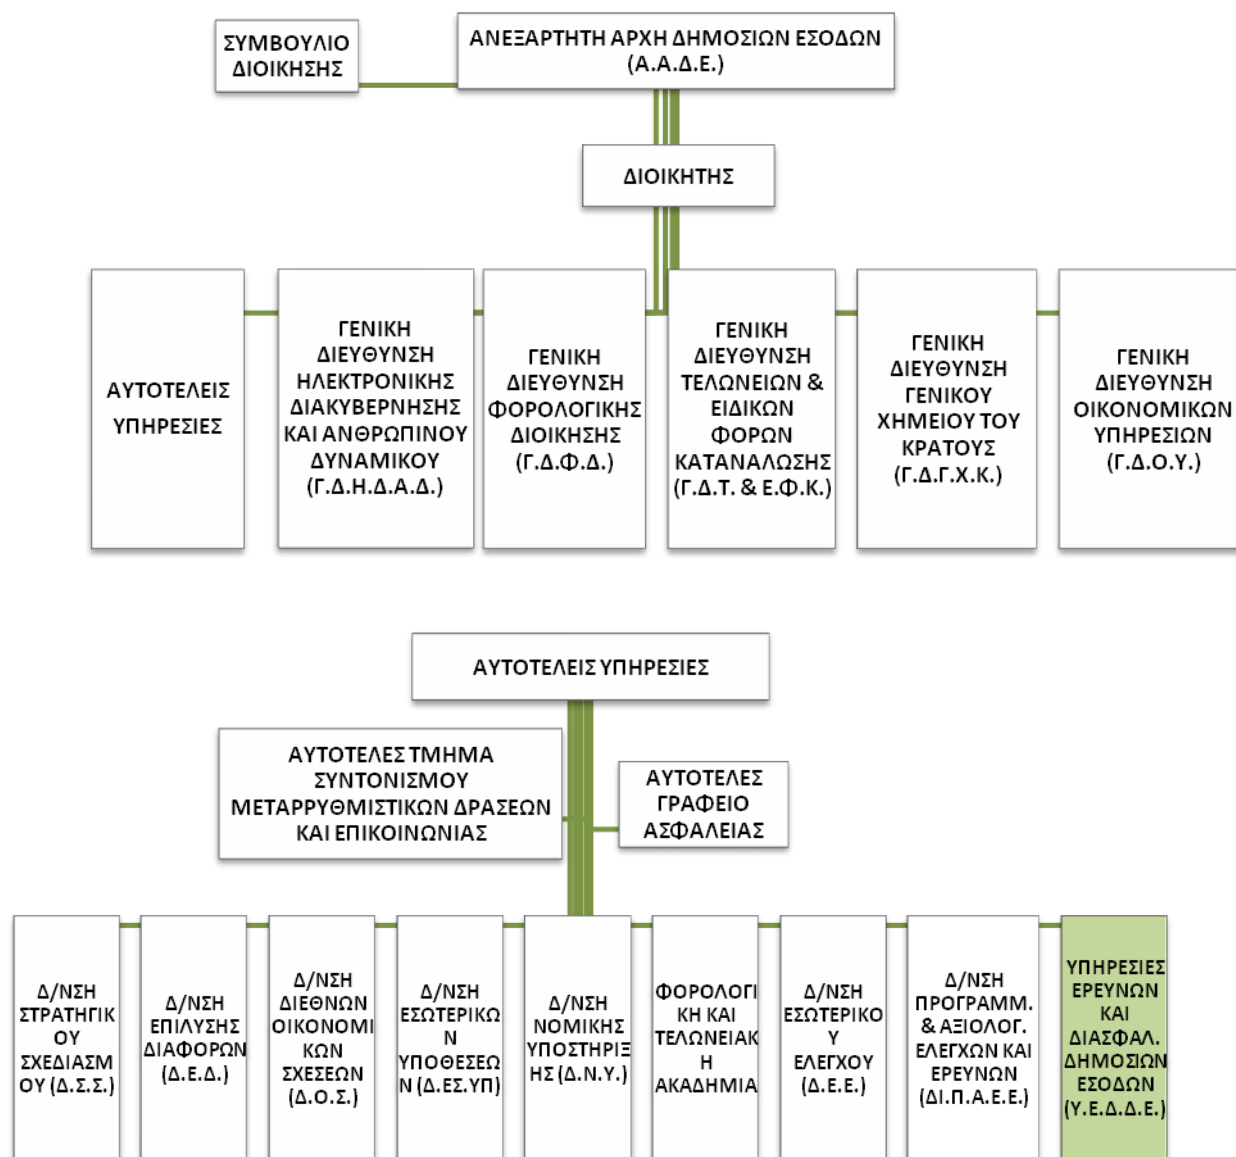 ΣΥΜΒΟΥΛΙΟ
ΔΙΟΙΚΗΣΗΣ
ΑΝΕΞΑΡΤΗΤΗ ΑΡΧΗ ΔΗΜΟΣΙΩΝ ΕΣΟΔΩΝ
(Α.Α.Δ.Ε.)
ΔΙΟΙΚΗΤΗΣ
ΑΥΤΟΤΕΛΕΙΣ
ΥΠΗΡΕΣΙΕΣ
ΓΕΝΙΚΗ
ΔΙΕΥΘΥΝΣΗ
ΗΛΕΚΤΡΟΝΙΚΗΣ
ΔΙΑΚΥΒΕΡΝΗΣΗΣ
ΚΑΙ ΑΝΘΡΩΠΙΝΟΥ
ΔΥΝΑΜΙΚΟΥ
(Γ.Δ.Η.Δ.Α.Δ.)
ΓΕΝΙΚΗ
ΔΙΕΥΘΥΝΣΗ
ΦΟΡΟΛΟΓΙΚΗΣ
ΔΙΟΙΚΗΣΗΣ
(Γ.Δ.Φ.Δ.)
ΓΕΝΙΚΗ
ΔΙΕΥΘΥΝΣΗ
ΤΕΛΩΝΕΙΩΝ &
ΕΙΔΙΚΩΝ
ΦΟΡΩΝ
ΚΑΤΑΝΑΛΩΣΗΣ
(Γ.Δ.Τ. & Ε.Φ.Κ.)
ΓΕΝΙΚΗ
ΔΙΕΥΘΥΝΣΗ
ΓΕΝΙΚΟΥ
ΧΗΜΕΙΟΥ ΤΟΥ
ΚΡΑΤΟΥΣ
(Γ.Δ.Γ.Χ.Κ.)
ΓΕΝΙΚΗ
ΔΙΕΥΘΥΝΣΗ
ΟΙΚΟΝΟΜΙΚΩΝ
ΥΠΗΡΕΣΙΩΝ
(Γ.Δ.Ο.Υ.)
ΑΥΤΟΤΕΛΕΙΣ ΥΠΗΡΕΣΙΕΣ
ΑΥΤΟΤΕΛΕΣ ΤΜΗΜΑ
ΣΥΝΤΟΝΙΣΜΟΥ
ΜΕΤΑΡΡΥΘΜΙΣΤΙΚΩΝ ΔΡΑΣΕΩΝ
ΚΑΙ ΕΠΙΚΟΙΝΩΝΙΑΣ
ΑΥΤΟΤΕΛΕΣ
ΓΡΑΦΕΙΟ
ΑΣΦΑΛΕΙΑΣ
Δ/ΝΣΗ
ΣΤΡΑΤΗΓΙΚ
ΟΥ
ΣΧΕΔΙΑΣΜ
ΟΥ (Δ.Σ.Σ.)
Δ/ΝΣΗ
ΕΠΙΛΥΣΗΣ
ΔΙΑΦΟΡΩΝ
(Δ.Ε.Δ.)
Δ/ΝΣΗ
ΔΙΕΘΝΩΝ
ΟΙΚΟΝΟΜΙ
ΚΩΝ
ΣΧΕΣΕΩΝ
(Δ.Ο.Σ.)
Δ/ΝΣΗ
ΕΣΩΤΕΡΙΚΩ
Ν
ΥΠΟΘΕΣΕΩ
Ν (Δ.ΕΣ.ΥΠ)
Δ/ΝΣΗ
ΝΟΜΙΚΗΣ
ΥΠΟΣΤΗΡΙΞ
ΗΣ (Δ.Ν.Υ.)
ΦΟΡΟΛΟΓΙ
ΚΗ ΚΑΙ
ΤΕΛΩΝΕΙΑΚ
Η
ΑΚΑΔΗΜΙΑ
Δ/ΝΣΗ
ΕΣΩΤΕΡΙΚΟ
Υ
ΕΛΕΓΧΟΥ
(Δ.Ε.Ε.)
Δ/ΝΣΗ
ΠΡΟΓΡΑΜΜ.
& ΑΞΙΟΛΟΓ.
ΕΛΕΓΧΩΝ ΚΑΙ
ΕΡΕΥΝΩΝ
(ΔΙ.Π.Α.Ε.Ε.)
ΥΠΗΡΕΣΙΕΣ
ΕΡΕΥΝΩΝ
ΚΑΙ
ΔΙΑΣΦΑΛ.
ΔΗΜΟΣΙΩΝ
ΕΣΟΔΩΝ
(Υ.Ε.Δ.Δ.Ε.)